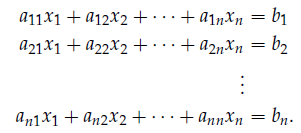 a11x1 + a12x2 + · · · + a1nxn = b1
a21x1 + a22x2 + · · · + a2nxn = b2
⋮
an1x1 + an2x2 + · · · + annxn = bn.